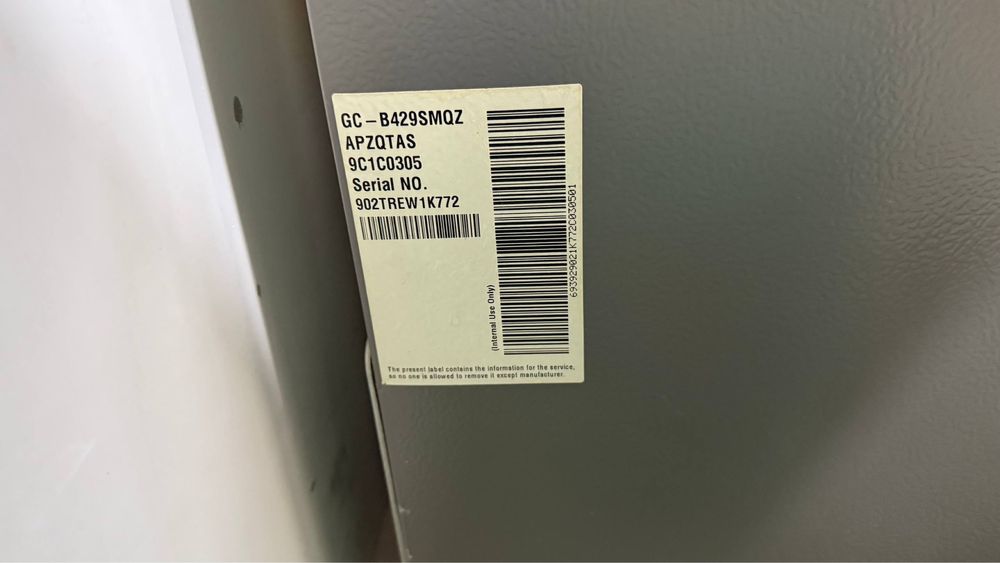 GC-B429SMQZ
APZQTAS
9C1C0305
Serial NO.
902TREW1K772
(Internal Use Only)
693929021K772C030501
The present label contains the information for the service,
so no one is allowed to remove it except manufacturer.